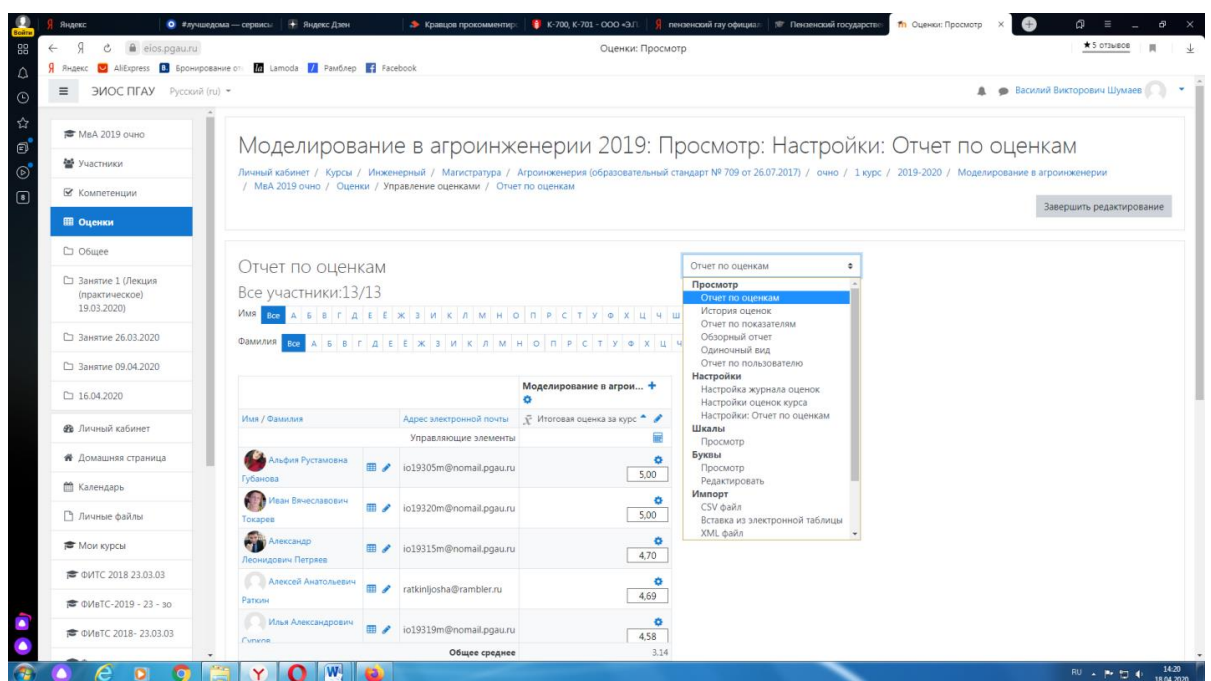 Войти
Яндекс
#лучшедома — сервисы
Яндекс Дзен
Кравцов прокомментир
К-700, К-701 - ООО «Э.Г
пензенский гау официал
Пензенский государстве
Оценки: Просмотр
eios.pgau.ru
Оценки: Просмотр
★5 отзывов
Яндекс
AliExpress
Бронирование от
Lamoda
Рамблер
Facebook
ЭИОС ПГАУ
Русский (ru)
Василий Викторович Шумаев
МвА 2019 очно
Участники
Компетенции
Оценки
Общее
Занятие 1 (Лекция
(практическое)
19.03.2020)
Занятие 26.03.2020
Занятие 09.04.2020
16.04.2020
Личный кабинет
Домашняя страница
Календарь
Личные файлы
Мои курсы
ФИТС 2018 23.03.03
ФИвТС-2019 - 23 - зо
ФИвТС 2018- 23.03.03
Моделирование в агроинженерии 2019: Просмотр: Настройки: Отчет по оценкам
Личный кабинет / Курсы / Инженерный / Магистратура / Агроинженерия (образовательный стандарт № 709 от 26.07.2017) / очно / 1 курс / 2019-2020 / Моделирование в агроинженерии
/ МвА 2019 очно / Оценки / Управление оценками / Отчет по оценкам
Завершить редактирование
Отчет по оценкам
Все участники:13/13
Имя Все А Б В Г Д Е Ё Ж З И К Л М Н О П Р С Т У Ф Х Ц Ч Ш
Фамилия Все А Б В Г Д Е Ё Ж З И К Л М Н О П Р С Т У Ф Х Ц Ч
Моделирование в агрои...
Имя / Фамилия
Адрес электронной почты
Итоговая оценка за курс
Управляющие элементы
Альфия Рустамовна
Губанова
io19305m@nomail.pgau.ru
5,00
Иван Вячеславович
Токарев
io19320m@nomail.pgau.ru
5,00
Александр
Леонидович Петряев
io19315m@nomail.pgau.ru
4,70
Алексей Анатольевич
Раткин
ratkinljosha@rambler.ru
4,69
Илья Александрович
Сурков
io19319m@nomail.pgau.ru
4,58
Общее среднее
3,14
Отчет по оценкам
Просмотр
Отчет по оценкам
История оценок
Отчет по показателям
Обзорный отчет
Одиночный вид
Отчет по пользователю
Настройки
Настройка журнала оценок
Настройки оценок курса
Настройки: Отчет по оценкам
Шкалы
Просмотр
Буквы
Просмотр
Редактировать
Импорт
CSV файл
Вставка из электронной таблицы
XML файл
RU
14:20
18.04.2020